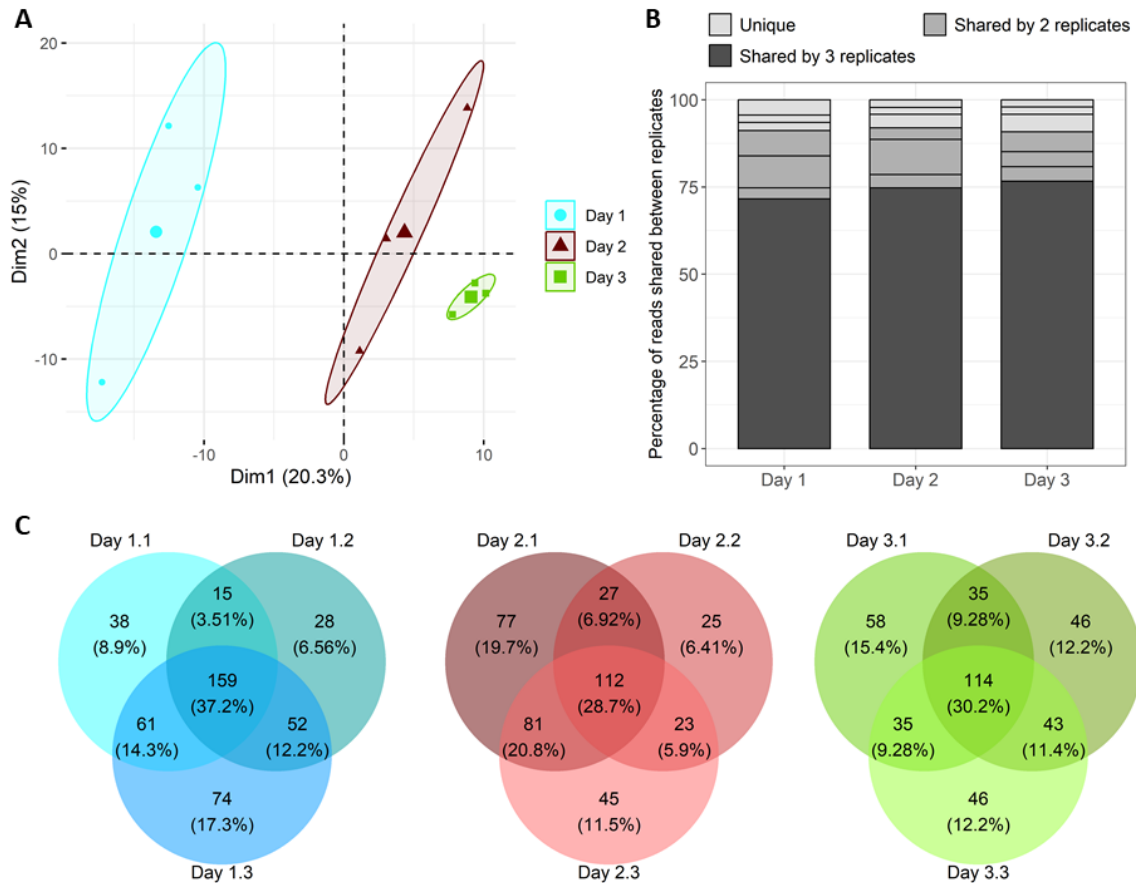 A
Dim2 (15%)
20
10
0
-10
-10
0
10
Dim1 (20.3%)
Day 1
Day 2
Day 3
B
Unique
Shared by 2 replicates
Shared by 3 replicates
Percentage of reads shared between replicates
100
75
50
25
0
Day 1
Day 2
Day 3
C
Day 1.1
Day 1.2
15
(3.51%)
38
(8.9%)
28
(6.56%)
159
(37.2%)
61
(14.3%)
52
(12.2%)
74
(17.3%)
Day 1.3
Day 2.1
Day 2.2
27
(6.92%)
77
(19.7%)
25
(6.41%)
112
(28.7%)
81
(20.8%)
23
(5.9%)
45
(11.5%)
Day 2.3
Day 3.1
Day 3.2
35
(9.28%)
58
(15.4%)
46
(12.2%)
114
(30.2%)
35
(9.28%)
43
(11.4%)
46
(12.2%)
Day 3.3